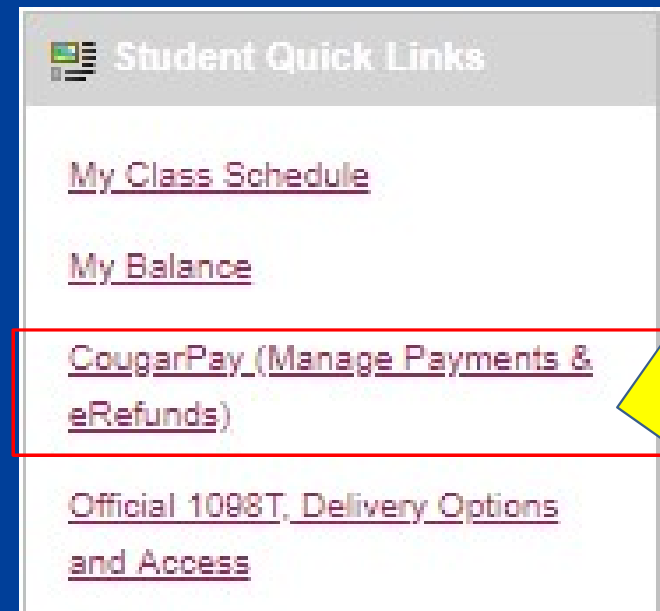 Student Quick Links
My Class Schedule
My Balance
CougarPay (Manage Payments &
eRefunds)
Official 1098T, Delivery Options
and Access